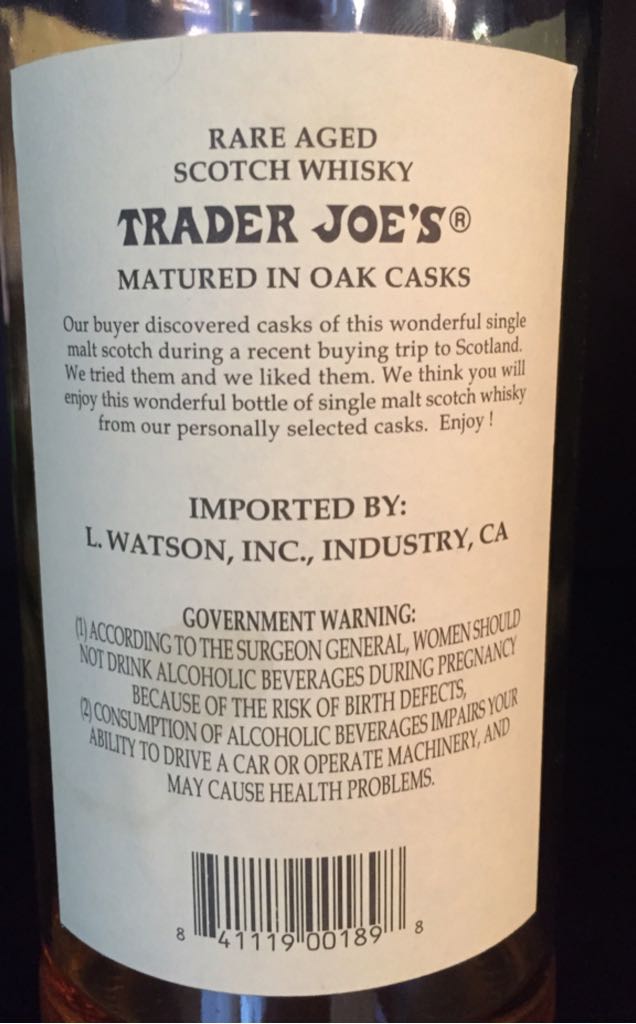 RARE AGED
SCOTCH WHISKY
TRADER JOE'S®
MATURED IN OAK CASKS
Our buyer discovered casks of this wonderful single
malt scotch during a recent buying trip to Scotland.
We tried them and we liked them. We think you will
enjoy this wonderful bottle of single malt scotch whisky
from our personally selected casks. Enjoy !
IMPORTED BY:
L. WATSON, INC., INDUSTRY, CA
GOVERNMENT WARNING:
(1) ACCORDING TO THE SURGEON GENERAL, WOMEN SHOULD
NOT DRINK ALCOHOLIC BEVERAGES DURING PREGNANCY
BECAUSE OF THE RISK OF BIRTH DEFECTS,
(2) CONSUMPTION OF ALCOHOLIC BEVERAGES IMPAIRS YOUR
ABILITY TO DRIVE A CAR OR OPERATE MACHINERY, AND
MAY CAUSE HEALTH PROBLEMS.
8 41119 00189 8